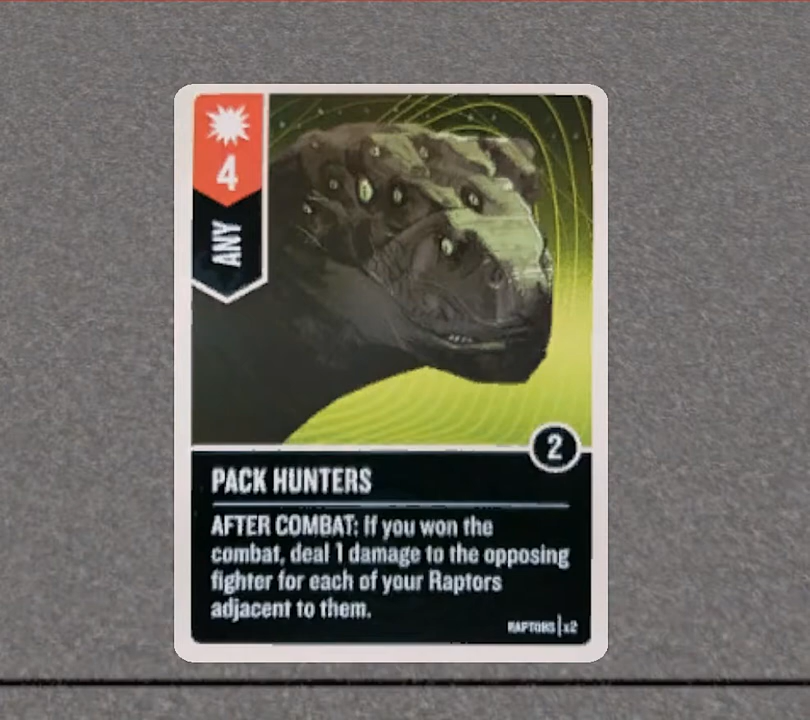 4
ANY
2
PACK HUNTERS
AFTER COMBAT: If you won the
combat, deal 1 damage to the opposing
fighter for each of your Raptors
adjacent to them.
RAPTORS | x2